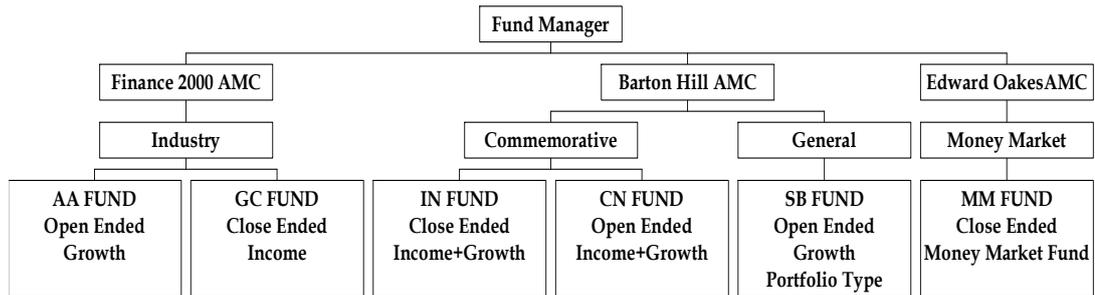 Fund Manager
Finance 2000 AMC
Barton Hill AMC
Edward OakesAMC
Industry
Commemorative
General
Money Market
AA FUND
Open Ended
Growth
GC FUND
Close Ended
Income
IN FUND
Close Ended
Income+Growth
CN FUND
Open Ended
Income+Growth
SB FUND
Open Ended
Growth
Portfolio Type
MM FUND
Close Ended
Money Market Fund